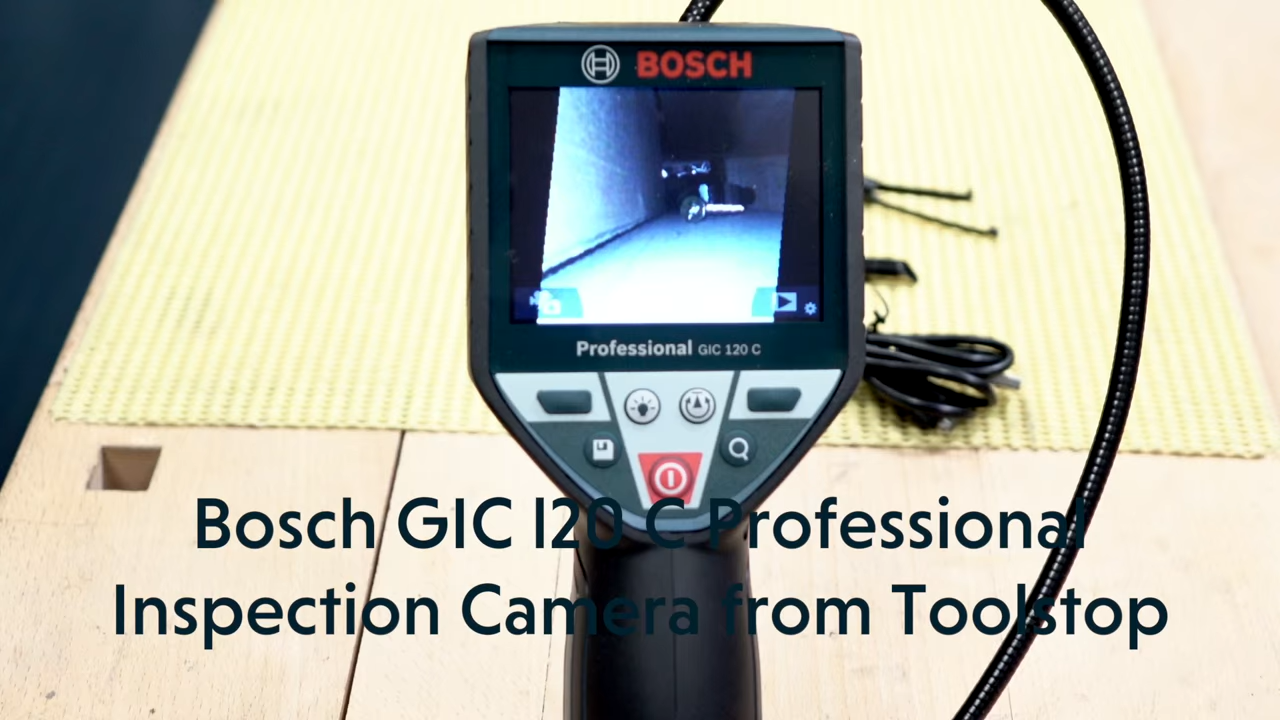 BOSCH
Professional GIC 120 C
Bosch GIC 120 C Professional
Inspection Camera from Toolstop